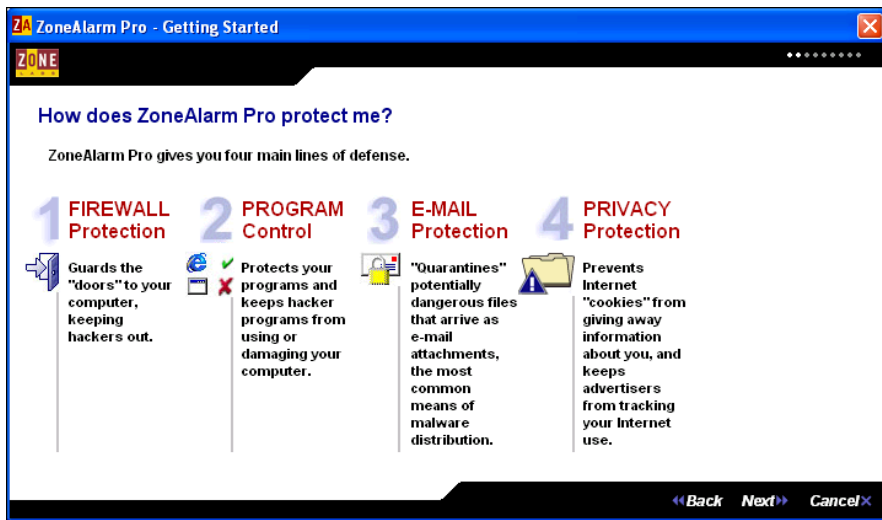 ZA ZoneAlarm Pro - Getting Started
ZONE
LABS
How does ZoneAlarm Pro protect me?
ZoneAlarm Pro gives you four main lines of defense.
1 FIREWALL
Protection
Guards the
"doors" to your
computer,
keeping
hackers out.
2 PROGRAM
Control
Protects your
programs and
keeps hacker
programs from
using or
damaging your
computer.
3 E-MAIL
Protection
"Quarantines"
potentially
dangerous files
that arrive as
e-mail
attachments,
the most
common
means of
malware
distribution.
4 PRIVACY
Protection
Prevents
Internet
"cookies" from
giving away
information
about you, and
keeps
advertisers
from tracking
your Internet
use.
Back Next Cancel